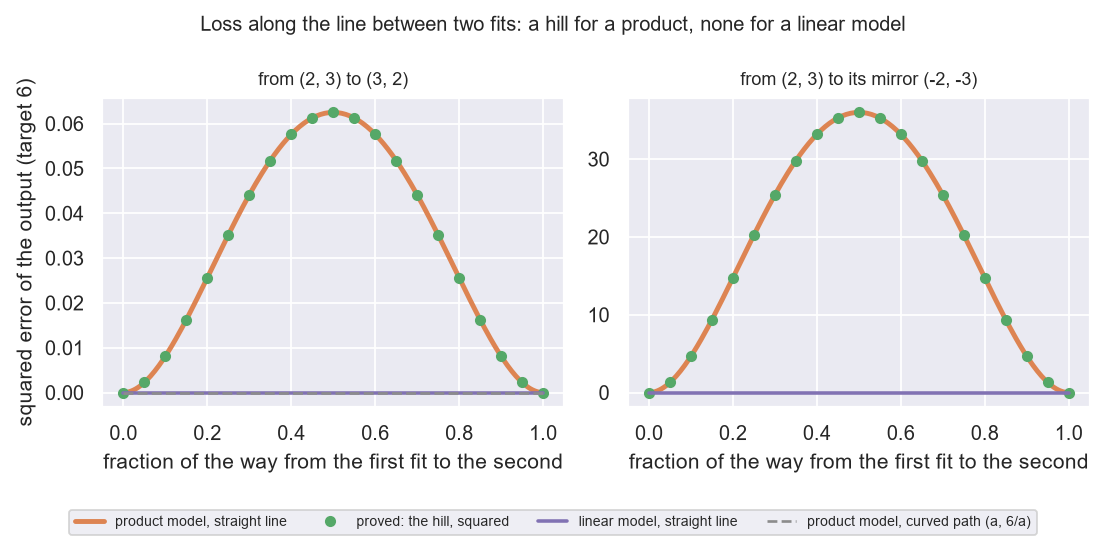 Loss along the line between two fits: a hill for a product, none for a linear model
from (2, 3) to (3, 2)
squared error of the output (target 6)
0.06
0.05
0.04
0.03
0.02
0.01
0.00
0.0 0.2 0.4 0.6 0.8 1.0
fraction of the way from the first fit to the second
from (2, 3) to its mirror (-2, -3)
30
20
10
0
0.0 0.2 0.4 0.6 0.8 1.0
fraction of the way from the first fit to the second
product model, straight line proved: the hill, squared linear model, straight line product model, curved path (a, 6/a)